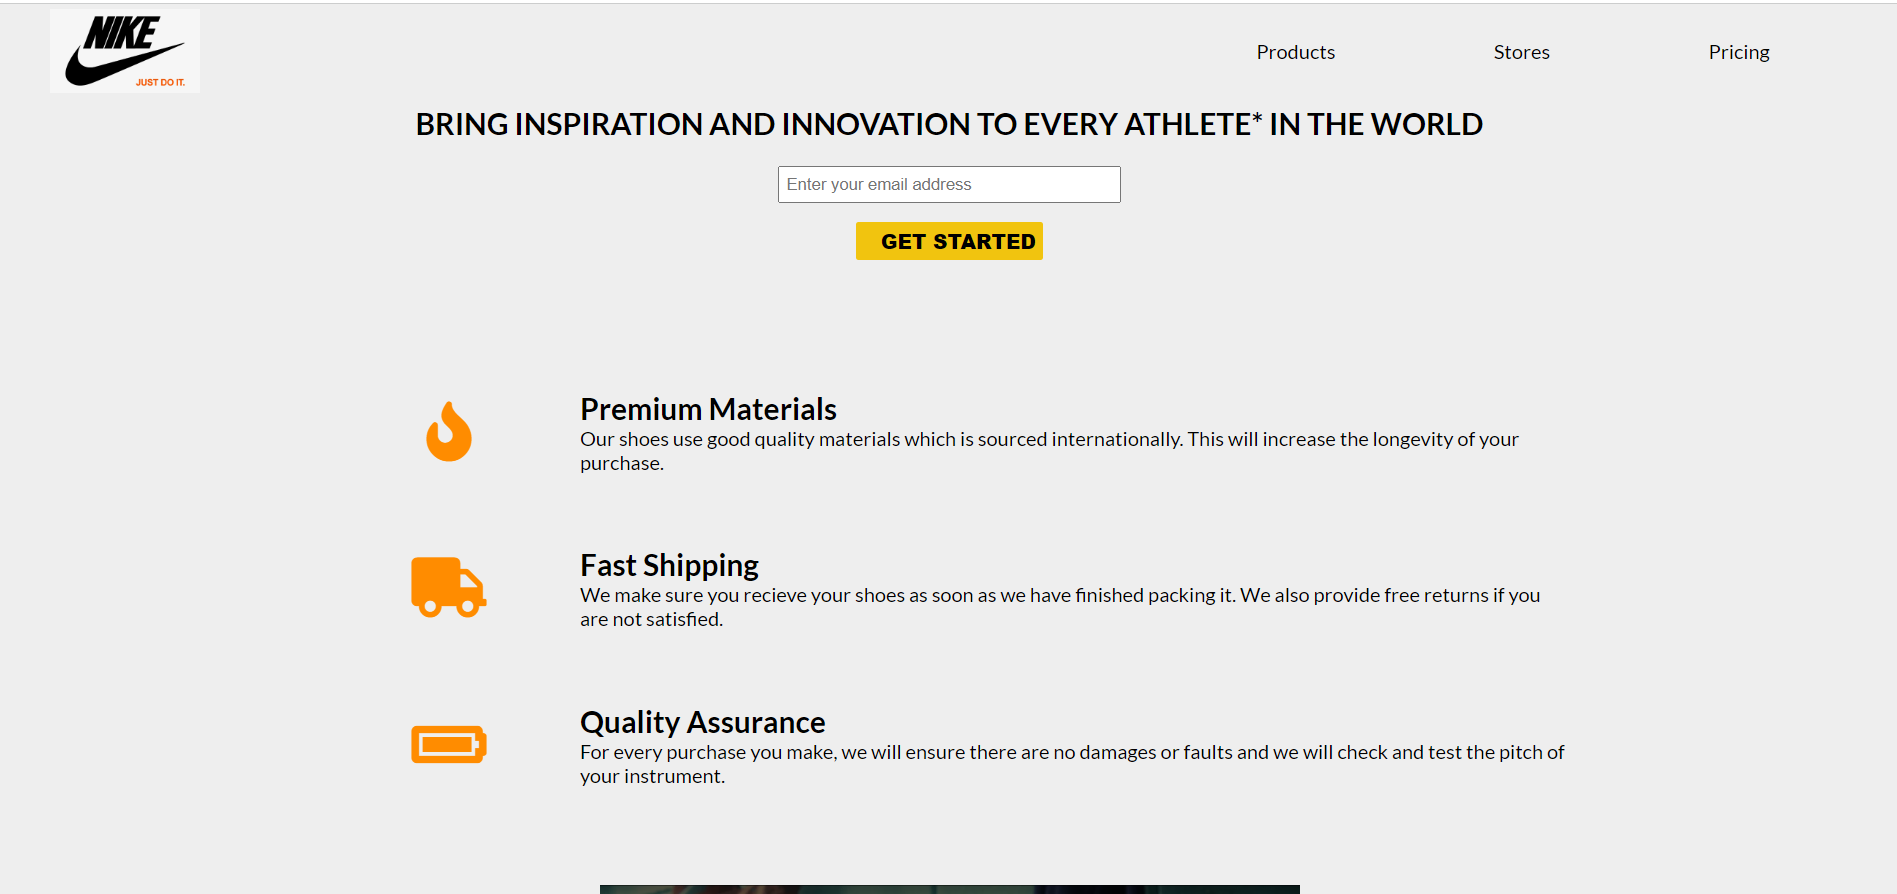 NIKE
JUST DO IT.
Products Stores Pricing
BRING INSPIRATION AND INNOVATION TO EVERY ATHLETE* IN THE WORLD
Enter your email address
GET STARTED
Premium Materials
Our shoes use good quality materials which is sourced internationally. This will increase the longevity of your
purchase.
Fast Shipping
We make sure you recieve your shoes as soon as we have finished packing it. We also provide free returns if you
are not satisfied.
Quality Assurance
For every purchase you make, we will ensure there are no damages or faults and we will check and test the pitch of
your instrument.